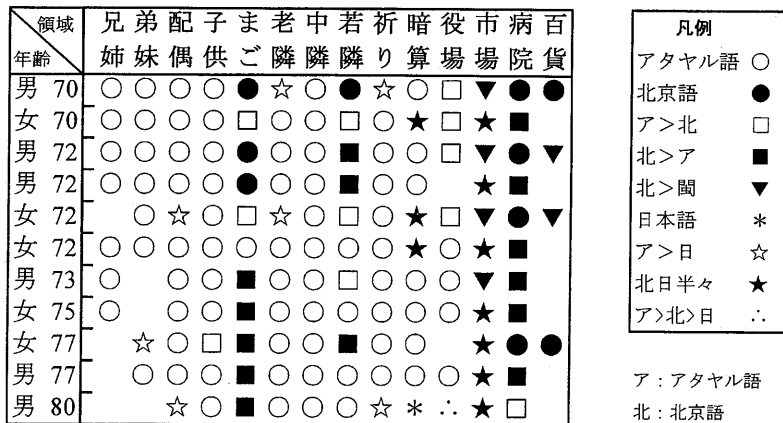 領域 兄姉 弟妹 配偶 子供 まご 老隣 中隣 若隣 祈り 暗算 役場 市場 病院 百貨
年齢
男 70 ○ ○ ○ ○ ● ☆ ○ ● ☆ ○ □ ▼ ● ●
女 70 ○ ○ ○ ○ □ ○ ○ □ ○ ★ □ ★ ■
男 72 ○ ○ ○ ○ ● ○ ○ ■ ○ ○ □ ▼ ● ▼
男 72 ○ ○ ○ ○ ● ○ ○ ■ ○ ○ ★ ■
女 72 ○ ☆ ○ □ ☆ ○ □ ○ ★ □ ▼ ● ▼
女 72 ○ ○ ○ ○ ○ ○ ○ ○ ○ ★ ○ ★ ■
男 73 ○ ○ ○ ■ ○ ○ □ ○ ○ ○ ▼ ■
女 75 ○ ○ ○ ■ ○ ○ ○ ○ ○ ○ ★ ■
女 77 ☆ ○ □ ■ ○ ○ ■ ○ ○ ★ ● ●
男 77 ○ ○ ○ ■ ○ ○ ○ ○ ○ ○ ★ ■
男 80 ☆ ○ ■ ○ ○ ○ ☆ * ∴ ★ □
凡例
アタヤル語 ○
北京語 ●
ア>北 □
北>ア ■
北>閩 ▼
日本語 *
ア>日 ☆
北日半々 ★
ア>北>日 ∴
ア：アタヤル語
北：北京語